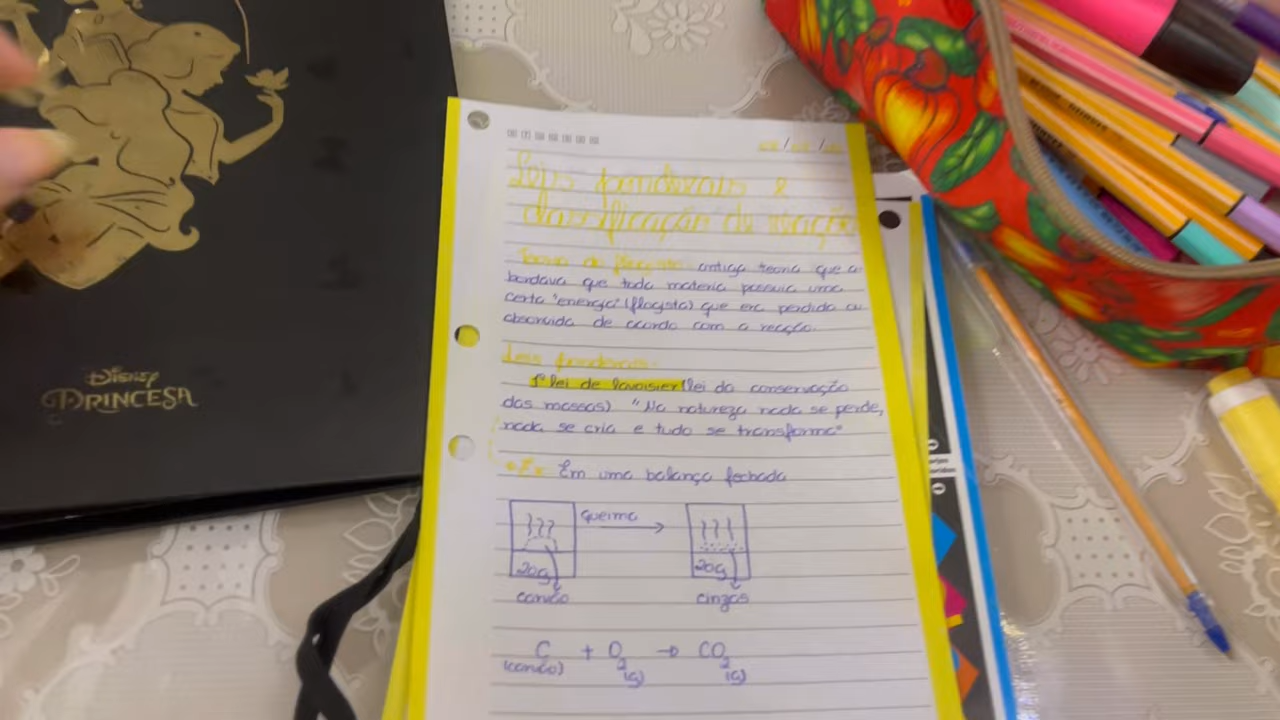 DISNEY
PRINCESA
Leis ponderais e
classificação de reação
Teoria do flogisto: antiga teoria que a-
bordava que toda materia possuia uma
certa "energia" (flogisto) que era perdida ou
absorvida de acordo com a reação.
Leis ponderais:
1ª lei de lavoisier (lei da conservação
das massas) "Na natureza nada se perde,
nada se cria e tudo se transforma"
Ex: Em uma balança fechada
Queima
20g 20g
carvão cinzas
C + O2(g) → CO2(g)
(carvão)